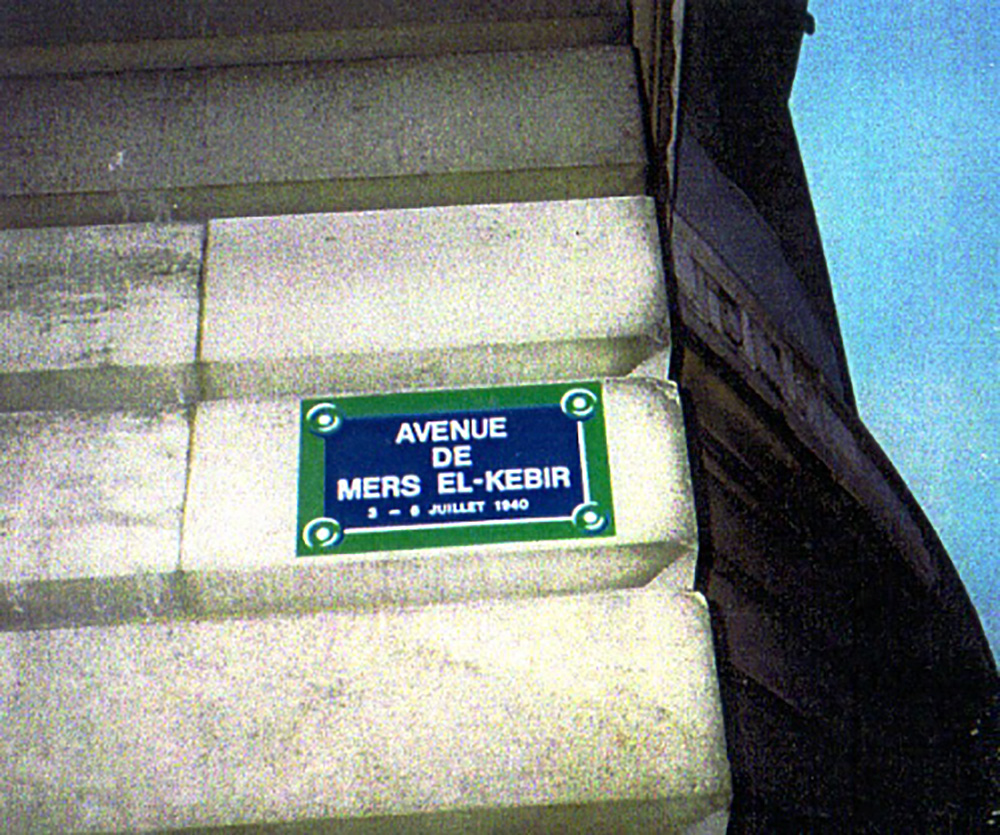 AVENUE
DE
MERS EL-KEBIR
3 - 6 JUILLET 1940